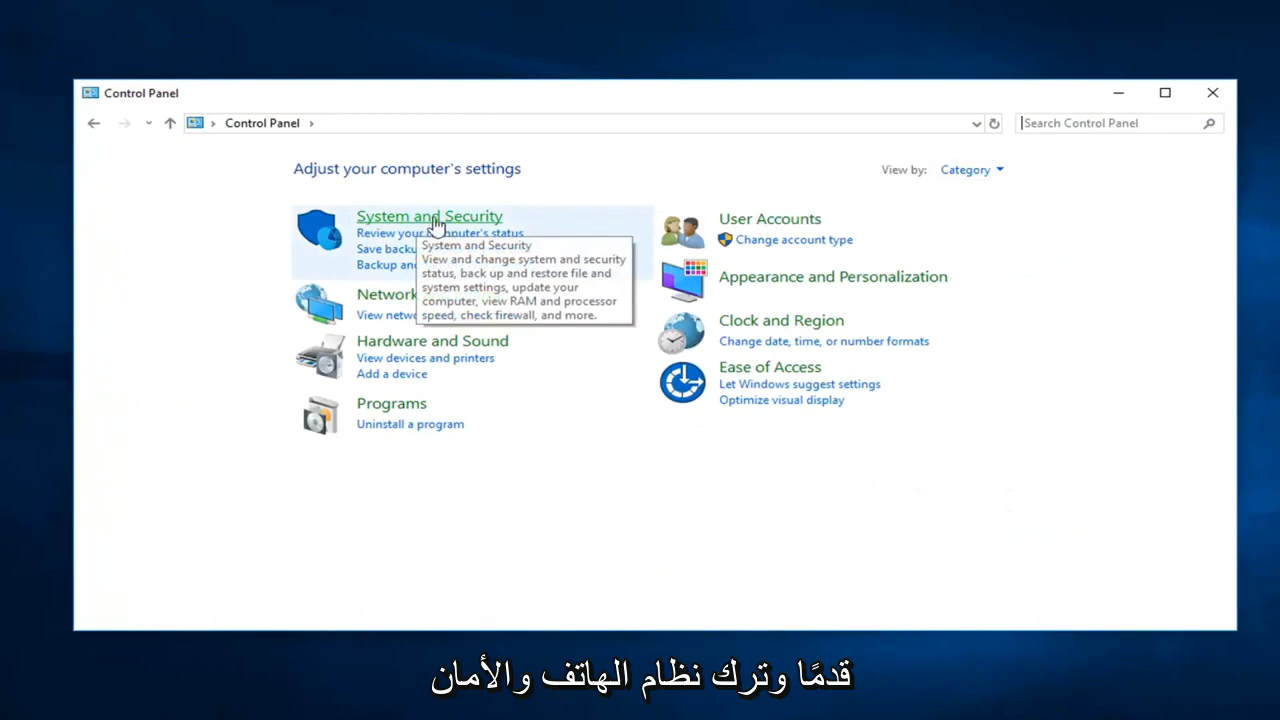 Control Panel
Control Panel
Search Control Panel
Adjust your computer's settings
View by: Category
System and Security
Review your computer's status
Save backu
Backup an
System and Security
View and change system and security
status, back up and restore file and
system settings, update your
computer, view RAM and processor
speed, check firewall, and more.
Network
View netwo
Hardware and Sound
View devices and printers
Add a device
Programs
Uninstall a program
User Accounts
Change account type
Appearance and Personalization
Clock and Region
Change date, time, or number formats
Ease of Access
Let Windows suggest settings
Optimize visual display
قدمًا وترك نظام الهاتف والأمان